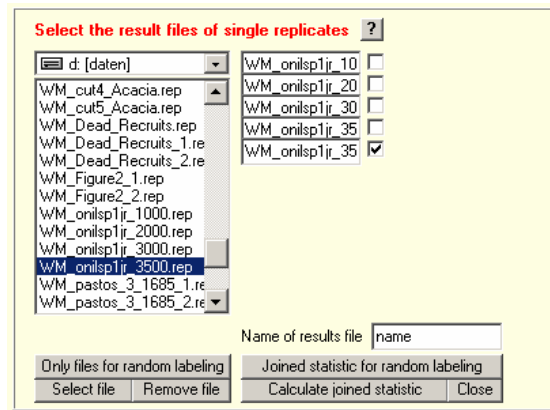 Select the result files of single replicates ?
d: [daten]
WM_cut4_Acacia.rep
WM_cut5_Acacia.rep
WM_Dead_Recruits.rep
WM_Dead_Recruits_1.re
WM_Dead_Recruits_2.re
WM_Figure2_1.rep
WM_Figure2_2.rep
WM_onilsp1jr_1000.rep
WM_onilsp1jr_2000.rep
WM_onilsp1jr_3000.rep
WM_onilsp1jr_3500.rep
WM_pastos_3_1685_1.re
WM_pastos_3_1685_2.re
WM_onilsp1jr_10
WM_onilsp1jr_20
WM_onilsp1jr_30
WM_onilsp1jr_35
WM_onilsp1jr_35
Name of results file name
Only files for random labeling
Joined statistic for random labeling
Select file
Remove file
Calculate joined statistic
Close